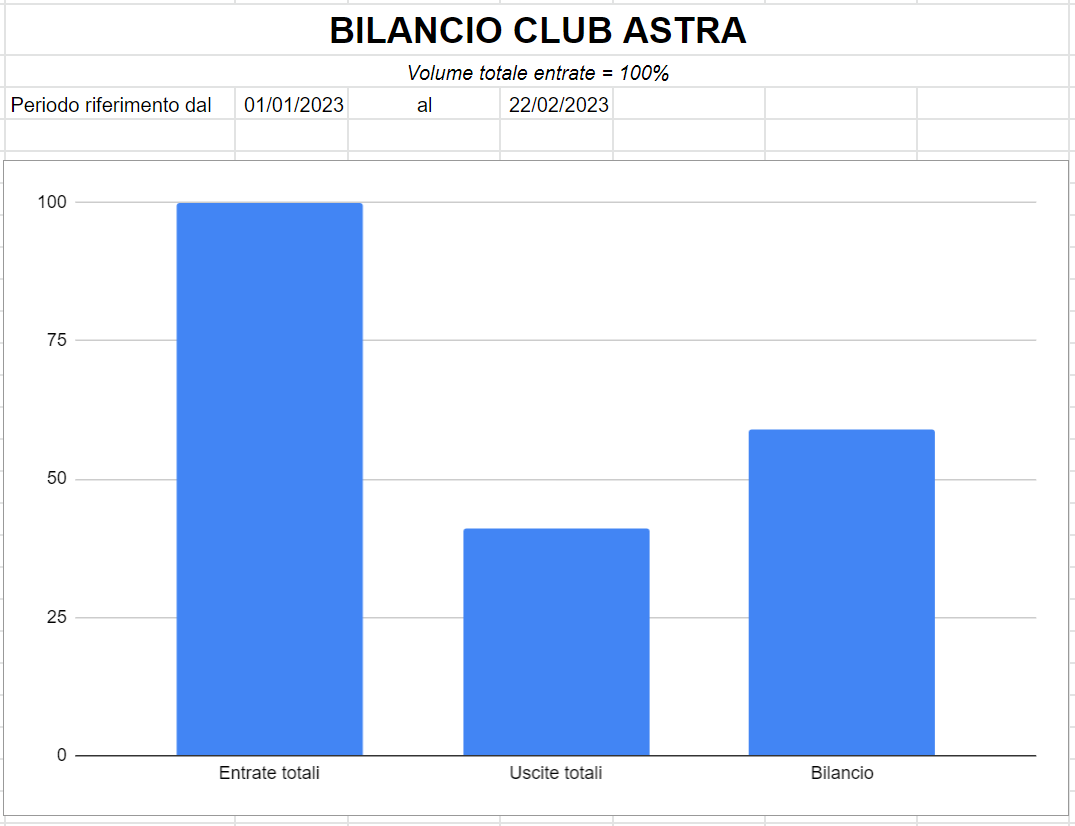 BILANCIO CLUB ASTRA
Volume totale entrate = 100%
Periodo riferimento dal 01/01/2023 al 22/02/2023
100
75
50
25
0
Entrate totali Uscite totali Bilancio